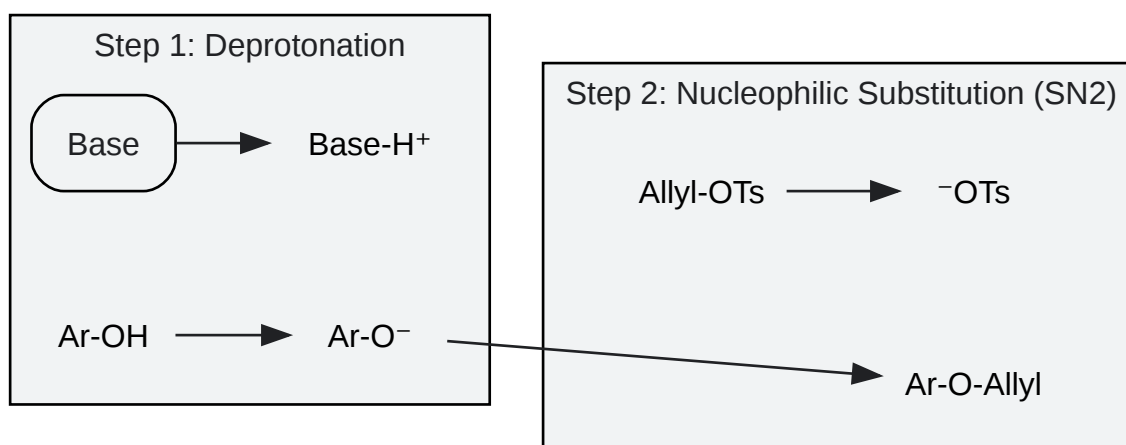 Step 1: Deprotonation
Base
Base-H⁺
Ar-OH
Ar-O⁻
Step 2: Nucleophilic Substitution (SN2)
Allyl-OTs
⁻OTs
Ar-O-Allyl